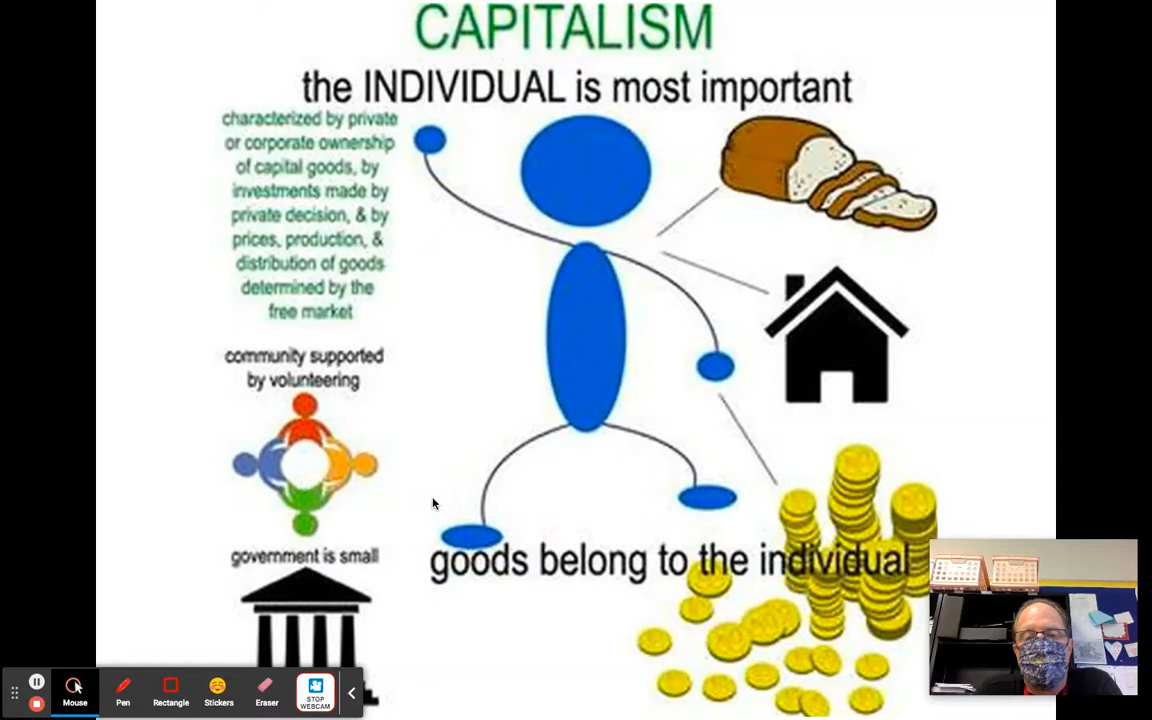 CAPITALISM
the INDIVIDUAL is most important
characterized by private
or corporate ownership
of capital goods, by
investments made by
private decision, & by
prices, production, &
distribution of goods
determined by the
free market
community supported
by volunteering
government is small
goods belong to the individual
Mouse
Pen
Rectangle
Stickers
Eraser
STOP
WEBCAM